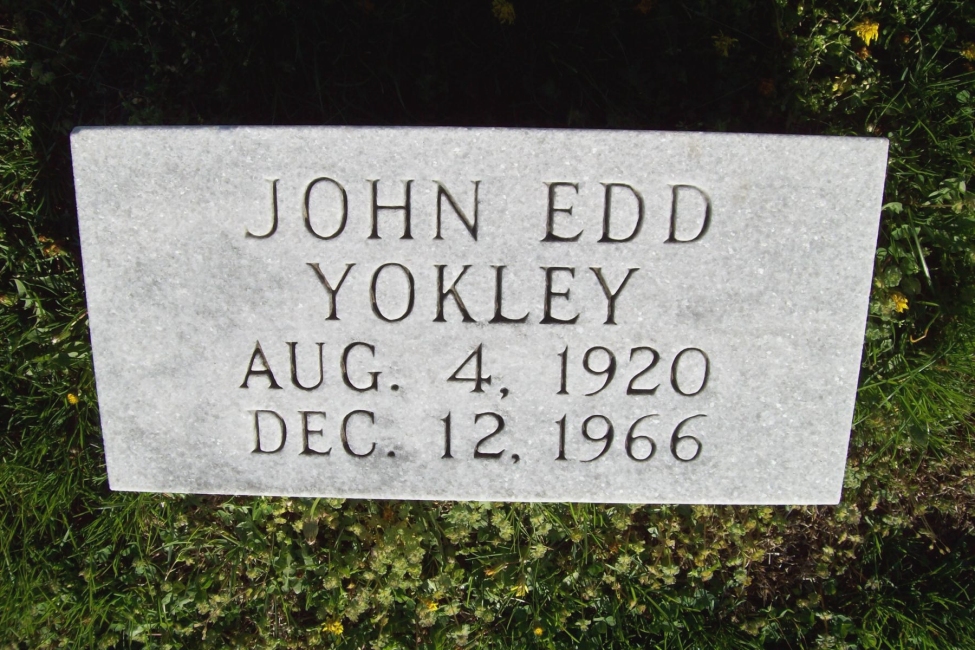 JOHN EDD
YOKLEY
AUG. 4, 1920
DEC. 12, 1966